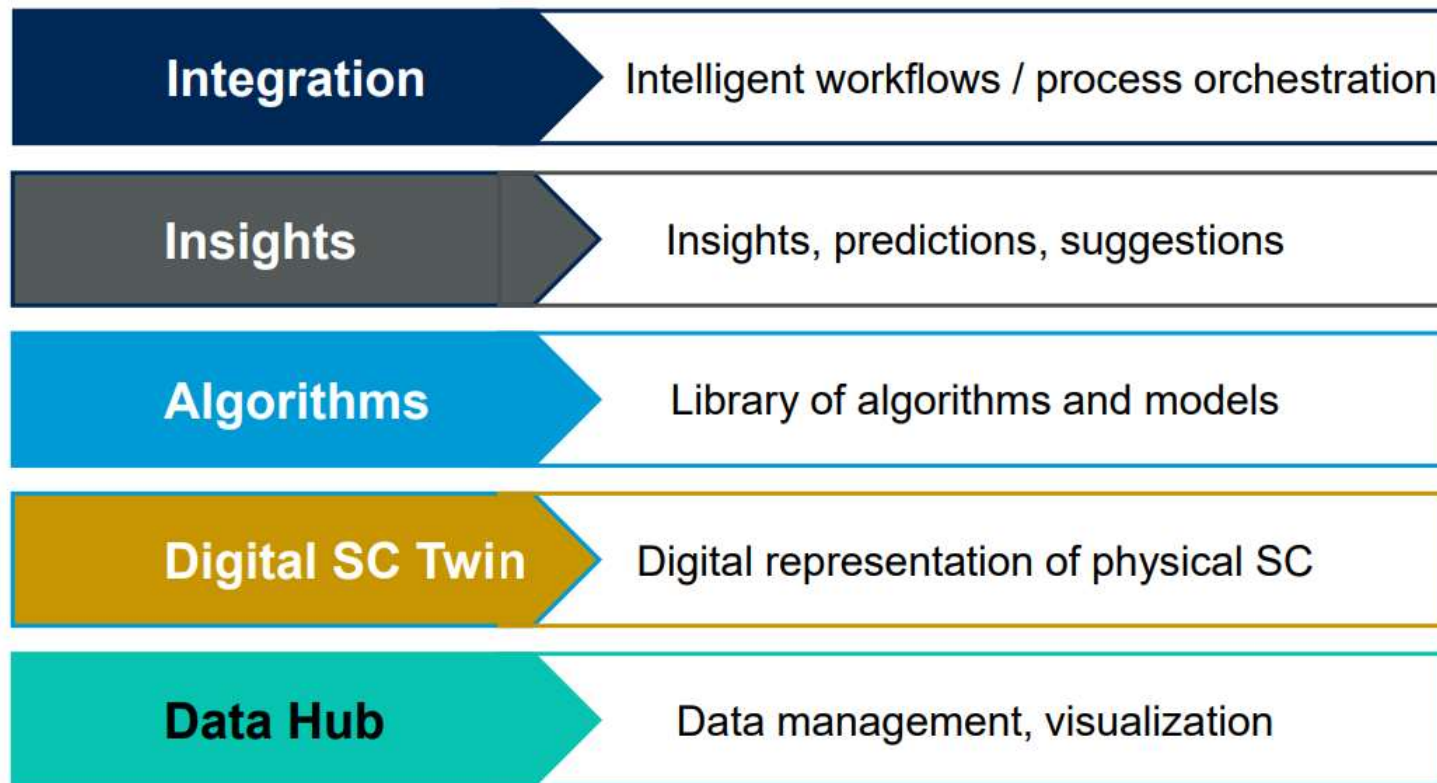 Integration
Intelligent workflows / process orchestration
Insights
Insights, predictions, suggestions
Algorithms
Library of algorithms and models
Digital SC Twin
Digital representation of physical SC
Data Hub
Data management, visualization